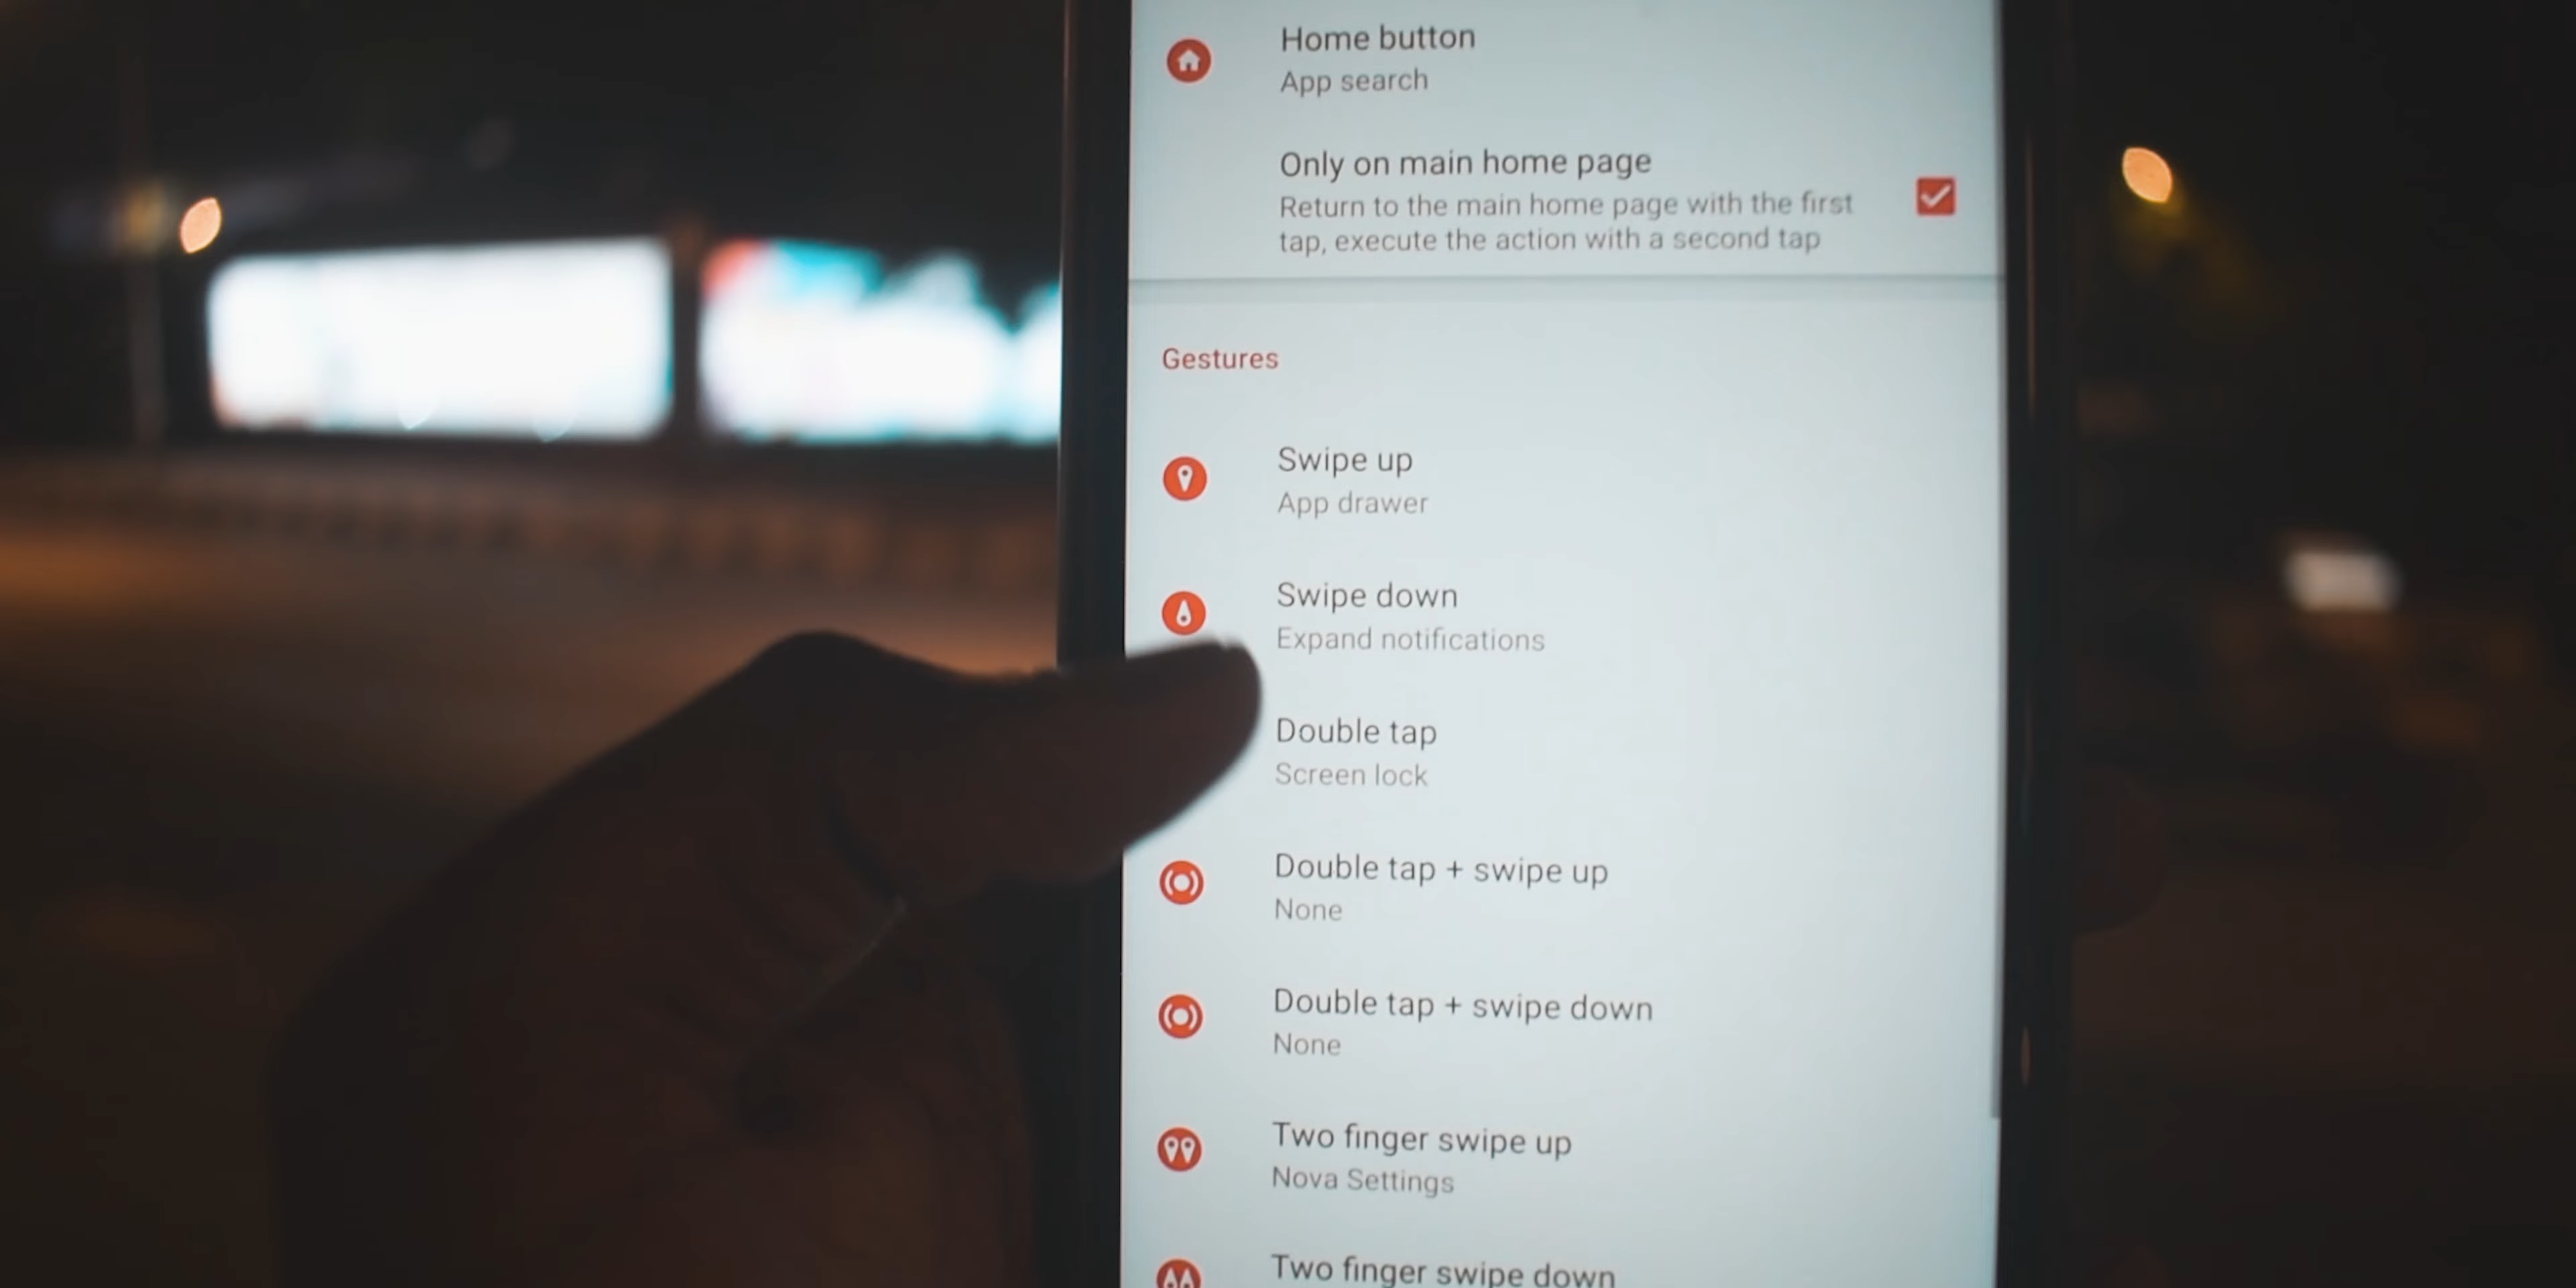 Home button
App search
Only on main home page
Return to the main home page with the first
tap, execute the action with a second tap
Gestures
Swipe up
App drawer
Swipe down
Expand notifications
Double tap
Screen lock
Double tap + swipe up
None
Double tap + swipe down
None
Two finger swipe up
Nova Settings
Two finger swipe down